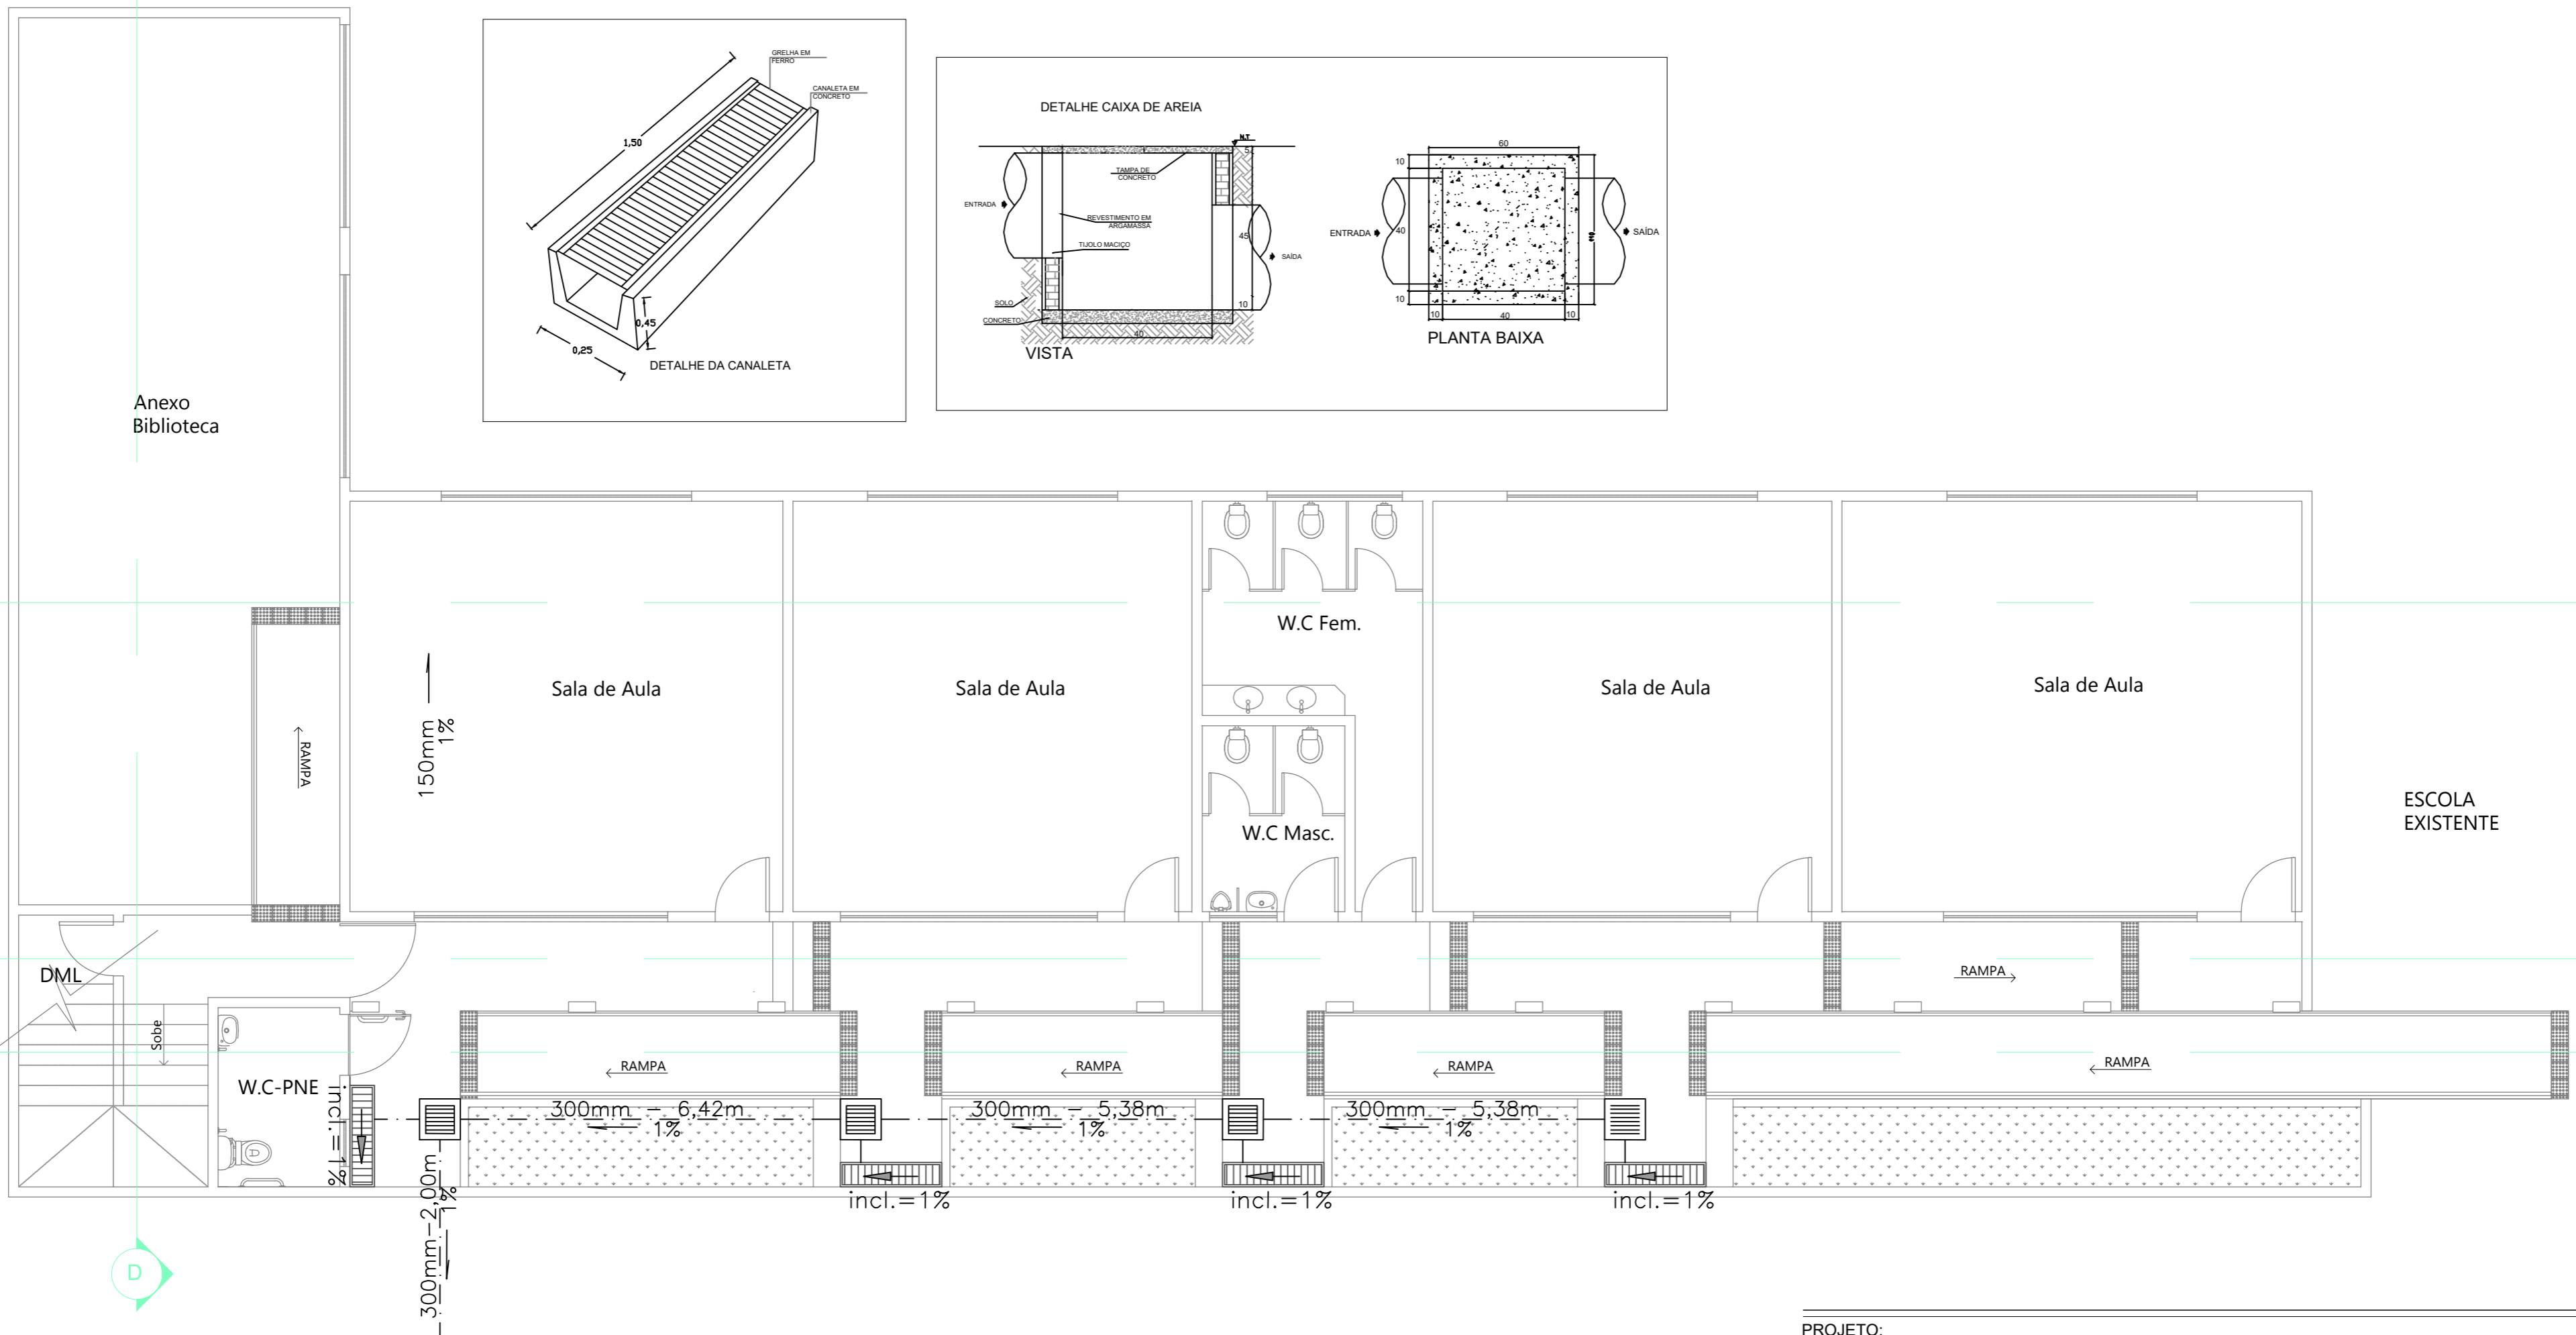 GRELHA EM
FERRO
CANALETA EM
CONCRETO
1,50
0,45
0,25
DETALHE DA CANALETA
DETALHE CAIXA DE AREIA
N.T
5
TAMPA DE
CONCRETO
ENTRADA
REVESTIMENTO EM
ARGAMASSA
TIJOLO MACIÇO
45
SAÍDA
SOLO
10
CONCRETO
40
VISTA
60
10
ENTRADA
40
SAÍDA
10
10
40
10
PLANTA BAIXA
Anexo
Biblioteca
W.C Fem.
Sala de Aula
Sala de Aula
Sala de Aula
Sala de Aula
150mm
1%
RAMPA
W.C Masc.
ESCOLA
EXISTENTE
DML
RAMPA
Sobe
RAMPA
RAMPA
RAMPA
RAMPA
W.C-PNE
incl.=1%
300mm - 6,42m
1%
300mm - 5,38m
1%
300mm - 5,38m
1%
300mm-2,00m
1%
incl.=1%
incl.=1%
incl.=1%
D
PROJETO: